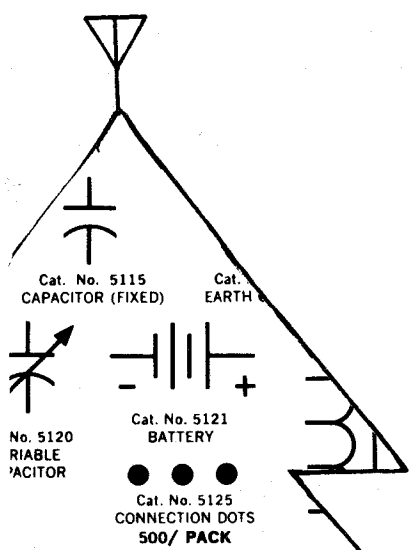 Cat. No. 5115
CAPACITOR (FIXED)
Cat.
EARTH
No. 5120
RIABLE
PACITOR
Cat. No. 5121
BATTERY
Cat. No. 5125
CONNECTION DOTS
500/ PACK